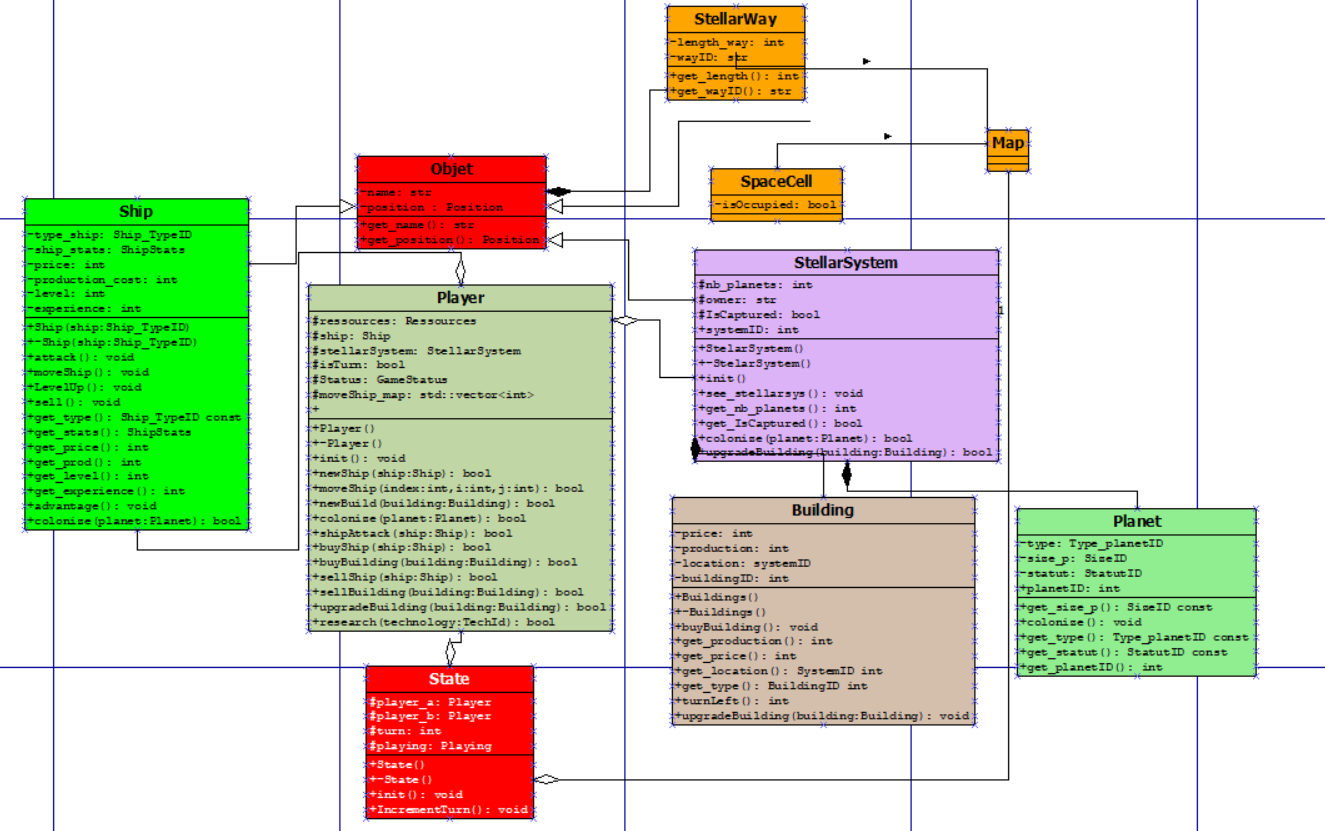 StellarWay
-length_way: int
-wayID: str
+get_length(): int
+get_wayID(): str
Map
SpaceCell
-isOccupied: bool
Objet
-name: str
+position : Position
+get_name(): str
+get_position(): Position
Ship
-type_ship: Ship_TypeID
-ship_stats: ShipStats
-price: int
-production_cost: int
-level: int
-experience: int
+Ship(ship:Ship_TypeID)
+~Ship(ship:Ship_TypeID)
+attack(): void
+moveShip(): void
+LevelUp(): void
+sell(): void
+get_type(): Ship_TypeID const
+get_stats(): ShipStats
+get_price(): int
+get_prod(): int
+get_level(): int
+get_experience(): int
+advantage(): void
+colonize(planet:Planet): bool
Player
#ressources: Ressources
#ship: Ship
#stellarSystem: StellarSystem
#isTurn: bool
#Status: GameStatus
#moveShip_map: std::vector<int>
+
+Player()
+~Player()
+init(): void
+newShip(ship:Ship): bool
+moveShip(index:int,i:int,j:int): bool
+newBuild(building:Building): bool
+colonise(planet:Planet): bool
+shipAttack(ship:Ship): bool
+buyShip(ship:Ship): bool
+buyBuilding(building:Building): bool
+sellShip(ship:Ship): bool
+sellBuilding(building:Building): bool
+upgradeBuilding(building:Building): bool
+research(technology:TechId): bool
StellarSystem
#nb_planets: int
#owner: str
#IsCaptured: bool
+systemID: int
+StelarSystem()
+~StelarSystem()
+init()
+see_stellarsys(): void
+get_nb_planets(): int
+get_IsCaptured(): bool
+colonize(planet:Planet): bool
+upgradeBuilding(building:Building): bool
1
Building
-price: int
-production: int
-location: systemID
-buildingID: int
+Buildings()
+~Buildings()
+buyBuilding(): void
+get_production(): int
+get_price(): int
+get_location(): SystemID int
+get_type(): BuildingID int
+turnLeft(): int
+upgradeBuilding(building:Building): void
Planet
-type: Type_planetID
-size_p: SizeID
-statut: StatutID
+planetID: int
+get_size_p(): SizeID const
+colonise(): void
+get_type(): Type_planetID const
+get_statut(): StatutID const
+get_planetID(): int
State
#player_a: Player
#player_b: Player
#turn: int
#playing: Playing
+State()
+~State()
+init(): void
+IncrementTurn(): void